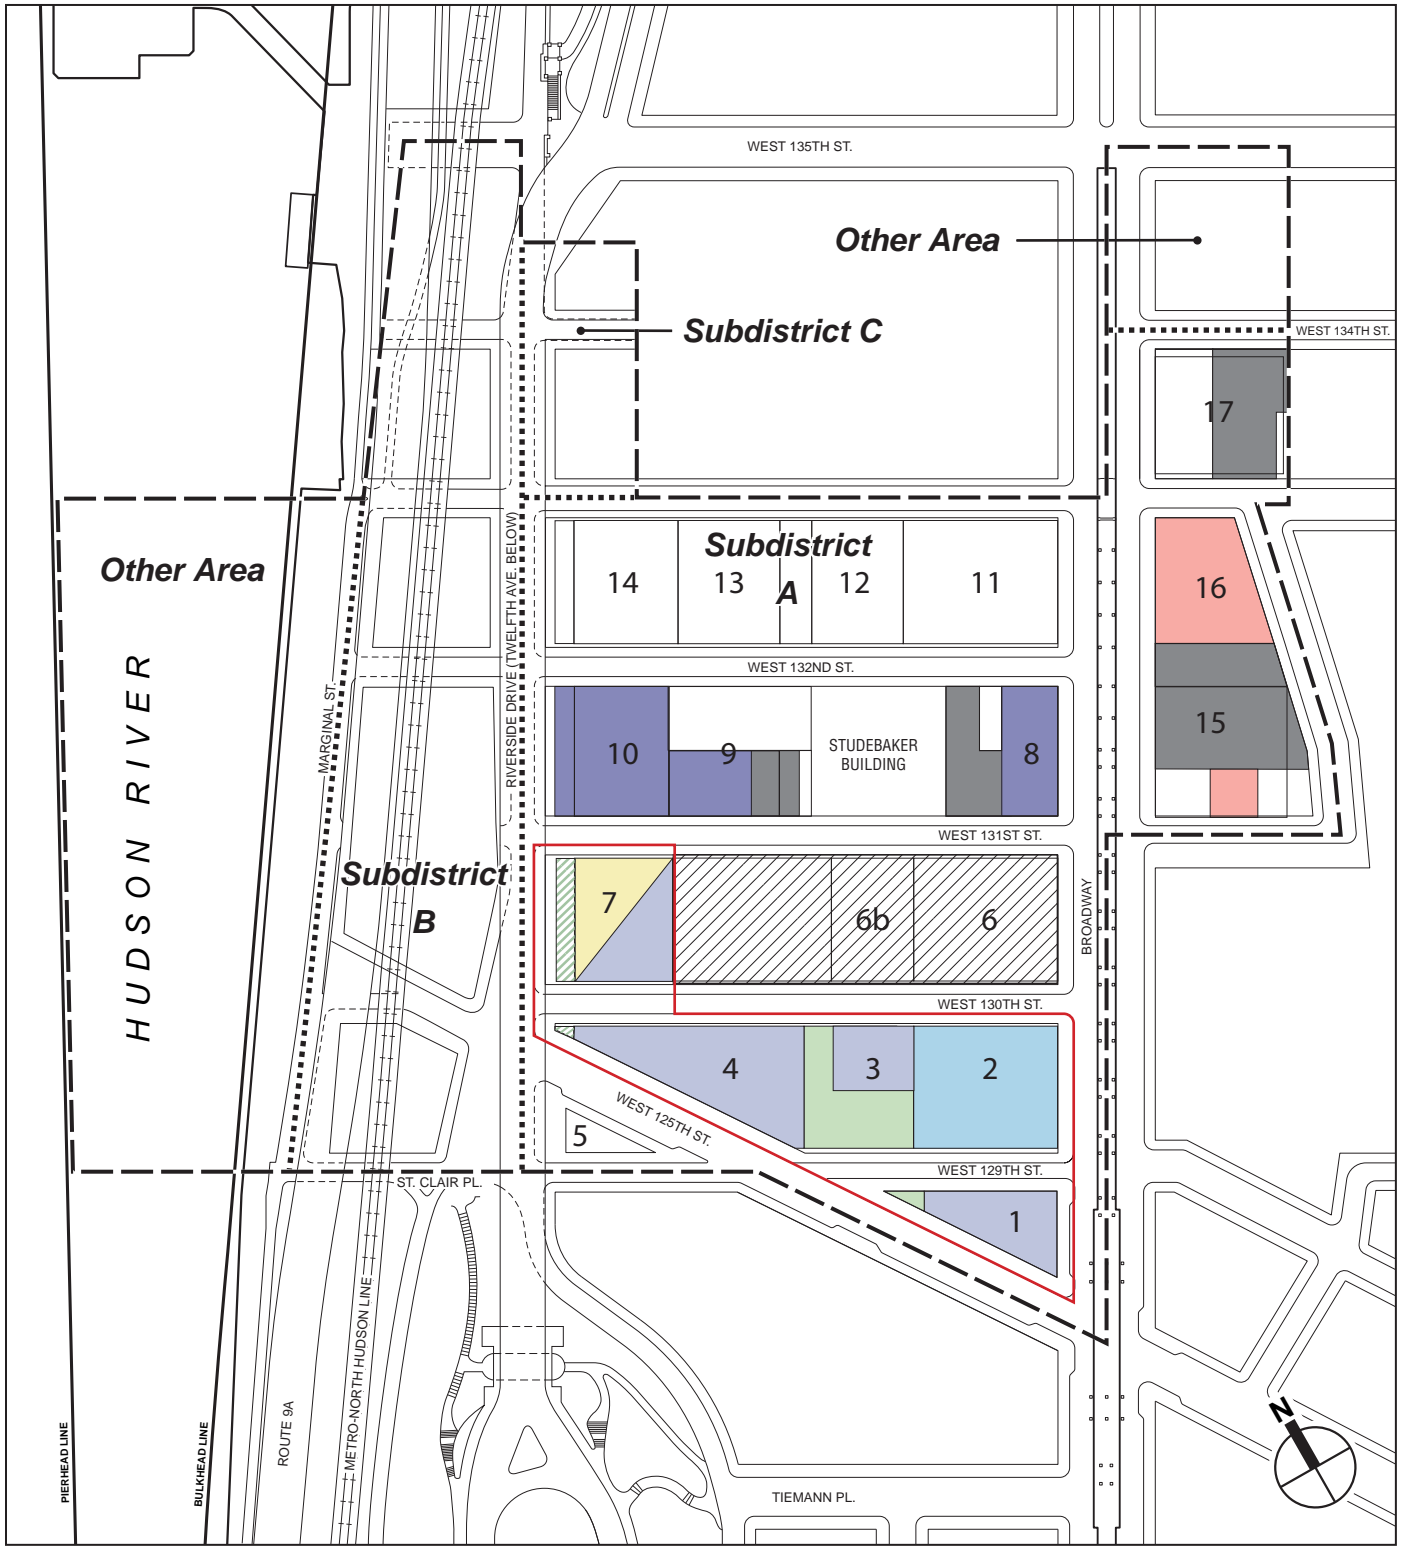 WEST 135TH ST.
Other Area
Subdistrict C
WEST 134TH ST.
17
Other Area
HUDSON RIVER
MARGINAL ST.
RIVERSIDE DRIVE (TWELFTH AVE. BELOW)
Subdistrict
A
14
13
12
11
16
WEST 132ND ST.
10
9
STUDEBAKER
BUILDING
8
15
WEST 131ST ST.
Subdistrict
B
7
6b
6
BROADWAY
WEST 130TH ST.
4
3
2
WEST 125TH ST.
5
WEST 129TH ST.
ST. CLAIR PL.
1
METRO-NORTH HUDSON LINE
ROUTE 9A
PIERHEAD LINE
BULKHEAD LINE
N
TIEMANN PL.